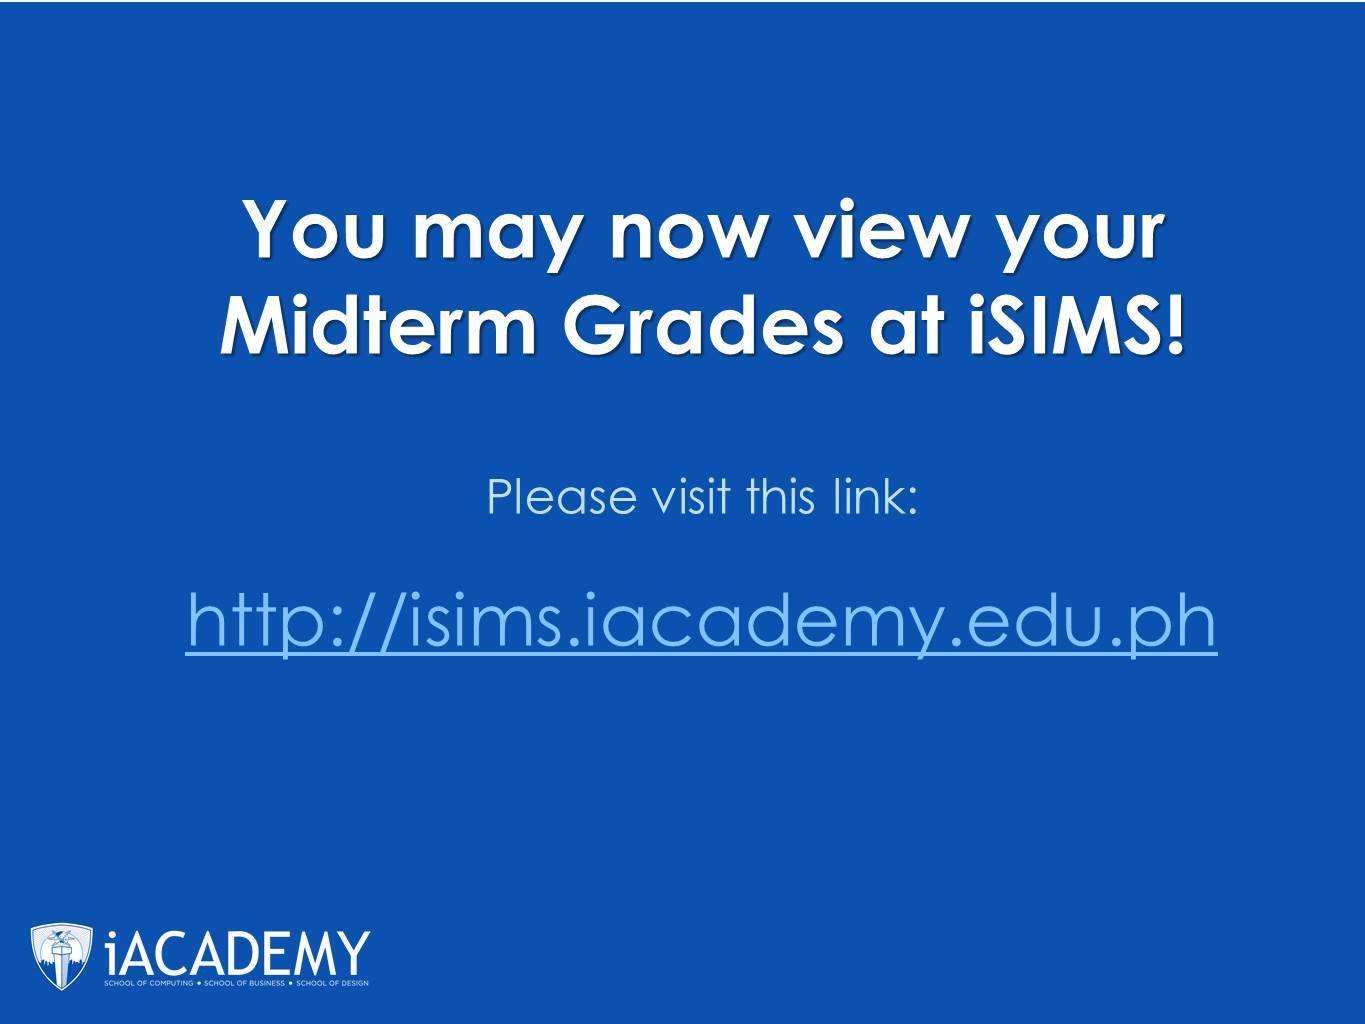 You may now view your
Midterm Grades at iSIMS!
Please visit this link:
http://isims.iacademy.edu.ph
iACADEMY
SCHOOL OF COMPUTING ● SCHOOL OF BUSINESS ● SCHOOL OF DESIGN